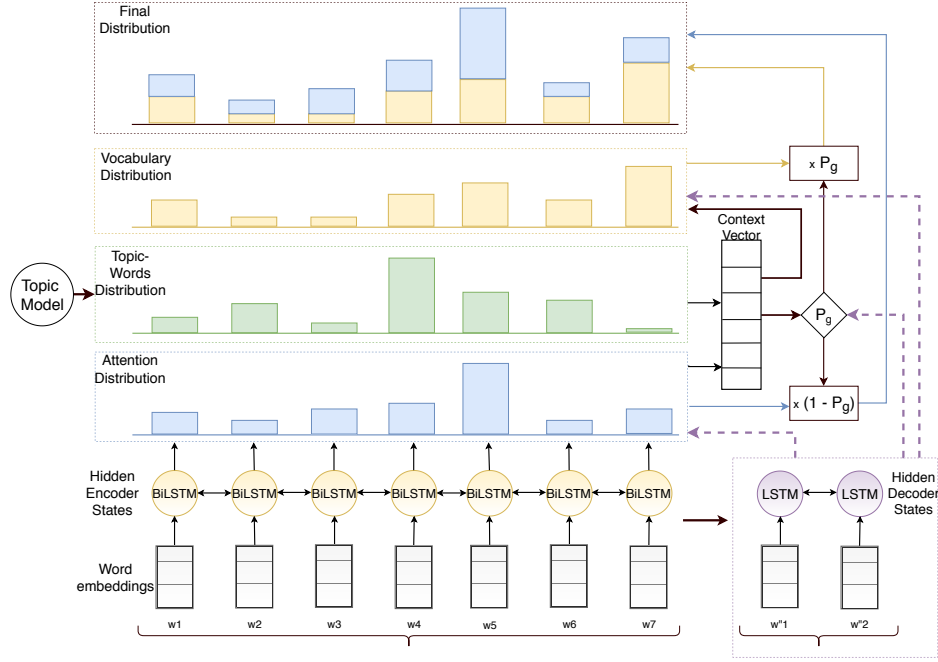 Final
Distribution
Vocabulary
Distribution
x Pg
Context
Vector
Topic-
Words
Distribution
Topic
Model
Pg
Attention
Distribution
x (1 - Pg)
Hidden
Encoder
States
BiLSTM
BiLSTM
BiLSTM
BiLSTM
BiLSTM
BiLSTM
BiLSTM
LSTM
LSTM
Hidden
Decoder
States
Word
embeddings
w1
w2
w3
w4
w5
w6
w7
w"1
w"2